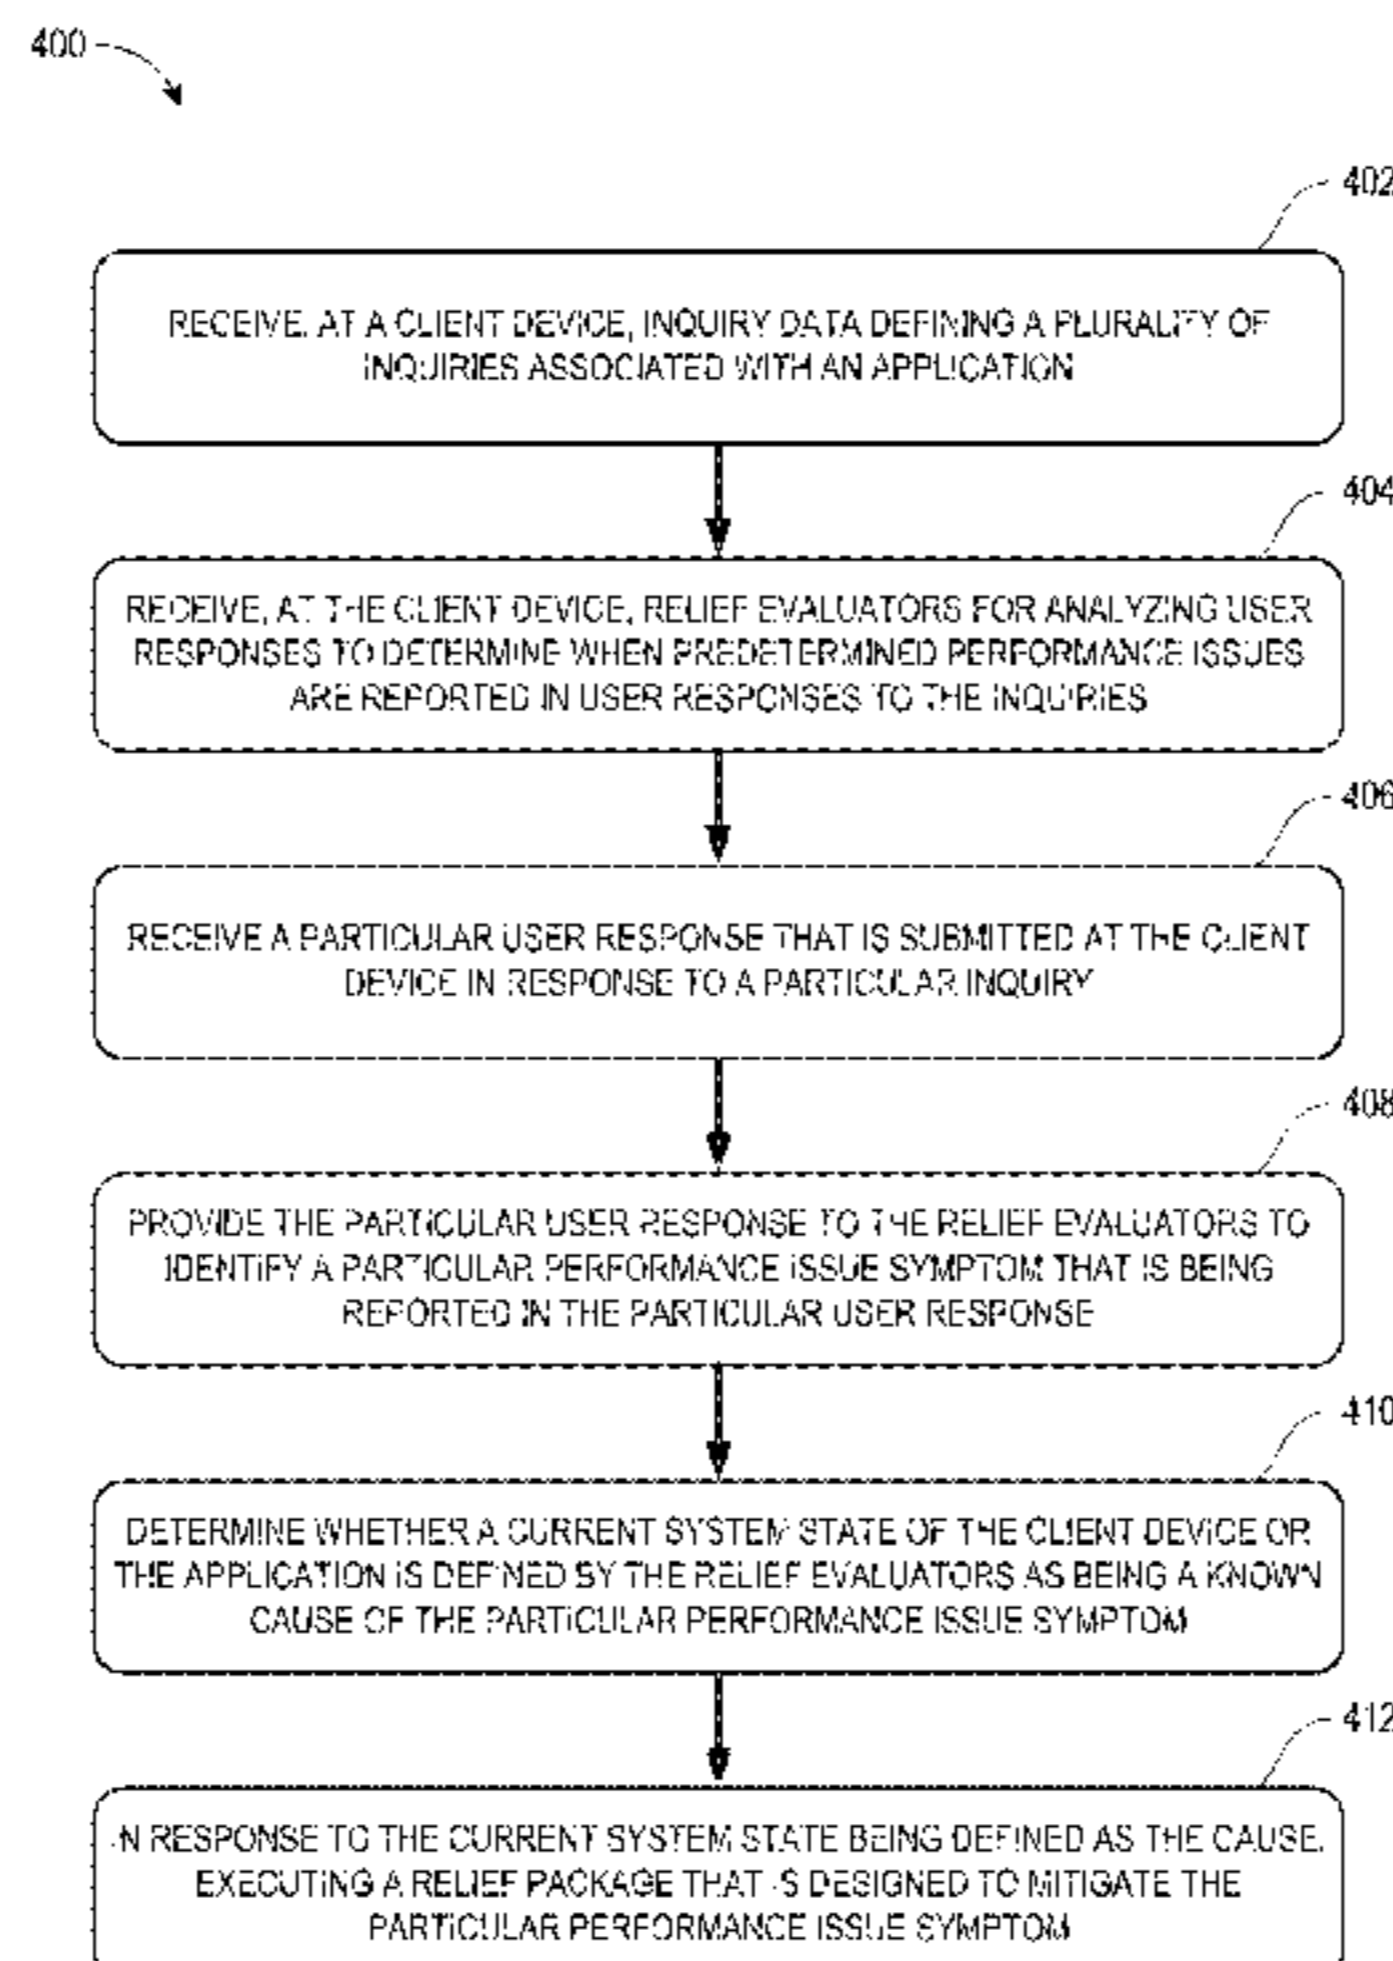 400
402
RECEIVE, AT A CLIENT DEVICE, INQUIRY DATA DEFINING A PLURALITY OF
INQUIRIES ASSOCIATED WITH AN APPLICATION
404
RECEIVE, AT THE CLIENT DEVICE, RELIEF EVALUATORS FOR ANALYZING USER
RESPONSES TO DETERMINE WHEN PREDETERMINED PERFORMANCE ISSUES
ARE REPORTED IN USER RESPONSES TO THE INQUIRIES
406
RECEIVE A PARTICULAR USER RESPONSE THAT IS SUBMITTED AT THE CLIENT
DEVICE IN RESPONSE TO A PARTICULAR INQUIRY
408
PROVIDE THE PARTICULAR USER RESPONSE TO THE RELIEF EVALUATORS TO
IDENTIFY A PARTICULAR PERFORMANCE ISSUE SYMPTOM THAT IS BEING
REPORTED IN THE PARTICULAR USER RESPONSE
410
DETERMINE WHETHER A CURRENT SYSTEM STATE OF THE CLIENT DEVICE OR
THE APPLICATION IS DEFINED BY THE RELIEF EVALUATORS AS BEING A KNOWN
CAUSE OF THE PARTICULAR PERFORMANCE ISSUE SYMPTOM
412
IN RESPONSE TO THE CURRENT SYSTEM STATE BEING DEFINED AS THE CAUSE,
EXECUTING A RELIEF PACKAGE THAT IS DESIGNED TO MITIGATE THE
PARTICULAR PERFORMANCE ISSUE SYMPTOM